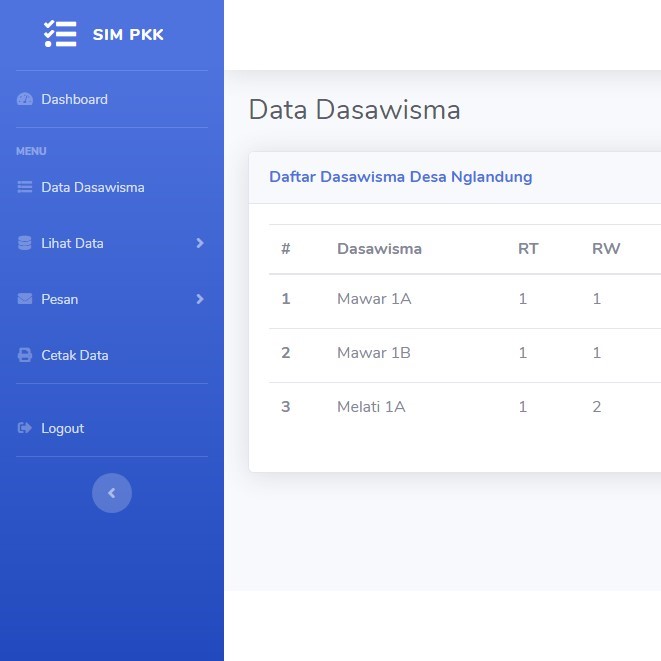 SIM PKK
Dashboard
MENU
Data Dasawisma
Lihat Data
Pesan
Cetak Data
Logout
Data Dasawisma
Daftar Dasawisma Desa Nglandung
# Dasawisma RT RW
1 Mawar 1A 1 1
2 Mawar 1B 1 1
3 Melati 1A 1 2